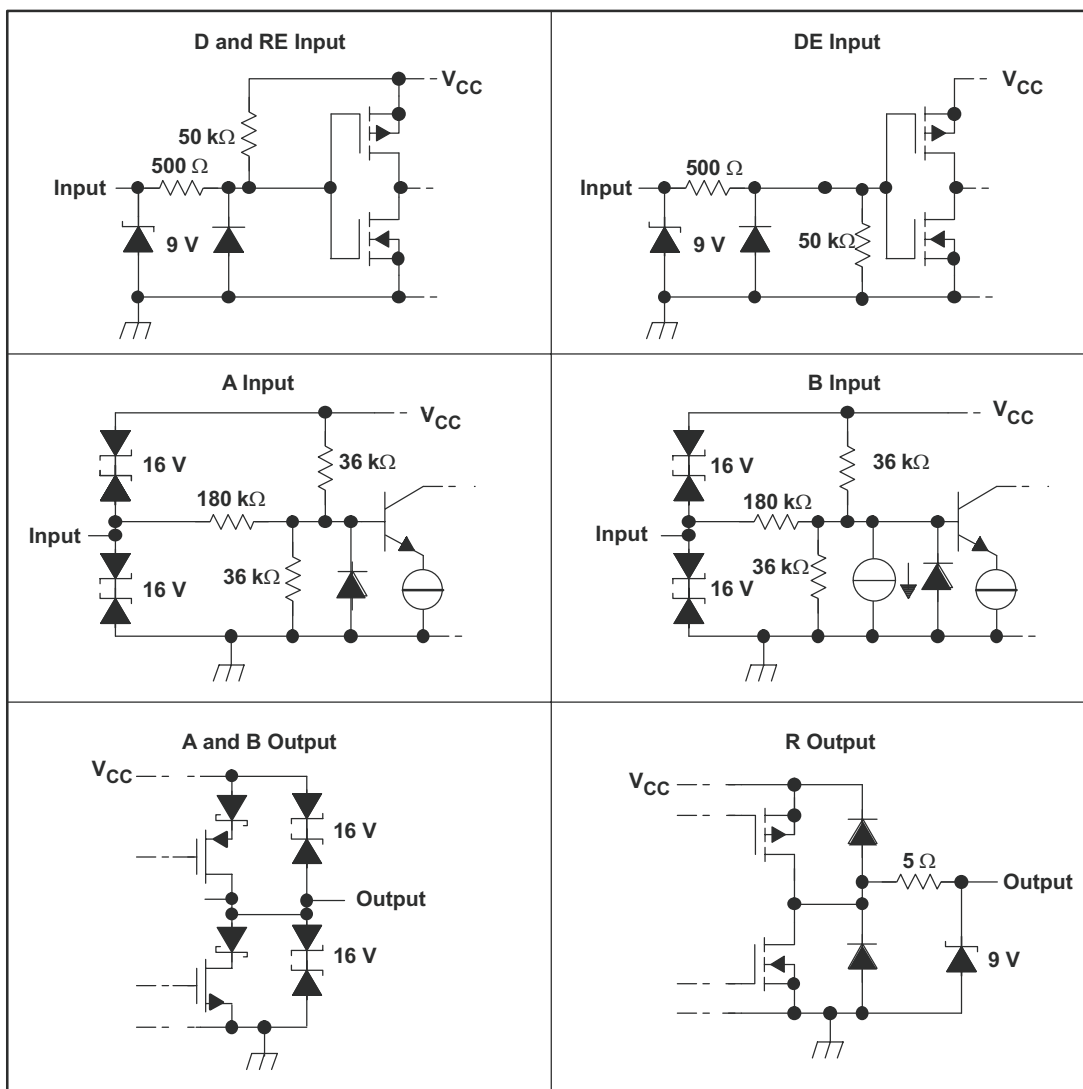 D and RE Input
V_CC
50 kΩ
500 Ω
Input
9 V
DE Input
V_CC
500 Ω
Input
9 V
50 kΩ
A Input
V_CC
16 V
36 kΩ
180 kΩ
Input
36 kΩ
16 V
B Input
V_CC
16 V
36 kΩ
180 kΩ
Input
36 kΩ
16 V
A and B Output
V_CC
16 V
Output
16 V
R Output
V_CC
5 Ω
Output
9 V